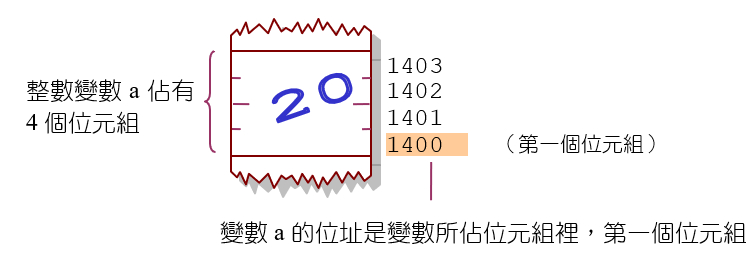 整數變數 a 佔有
4 個位元組
20
1403
1402
1401
1400
（第一個位元組）
變數 a 的位址是變數所佔位元組裡，第一個位元組